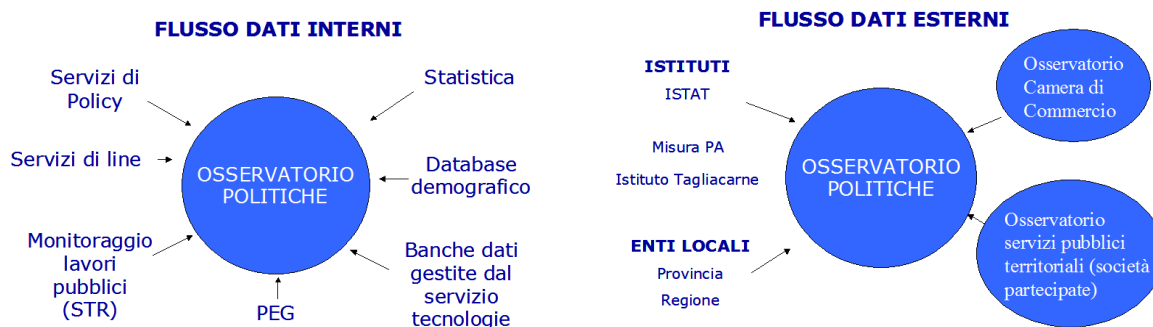 FLUSSO DATI INTERNI
Servizi di
Policy
Statistica
Servizi di line
OSSERVATORIO
POLITICHE
Database
demografico
Monitoraggio
lavori
pubblici
(STR)
PEG
Banche dati
gestite dal
servizio
tecnologie
FLUSSO DATI ESTERNI
ISTITUTI
ISTAT
Osservatorio
Camera di
Commercio
Misura PA
Istituto Tagliacarne
OSSERVATORIO
POLITICHE
ENTI LOCALI
Provincia
Regione
Osservatorio
servizi pubblici
territoriali (società
partecipate)